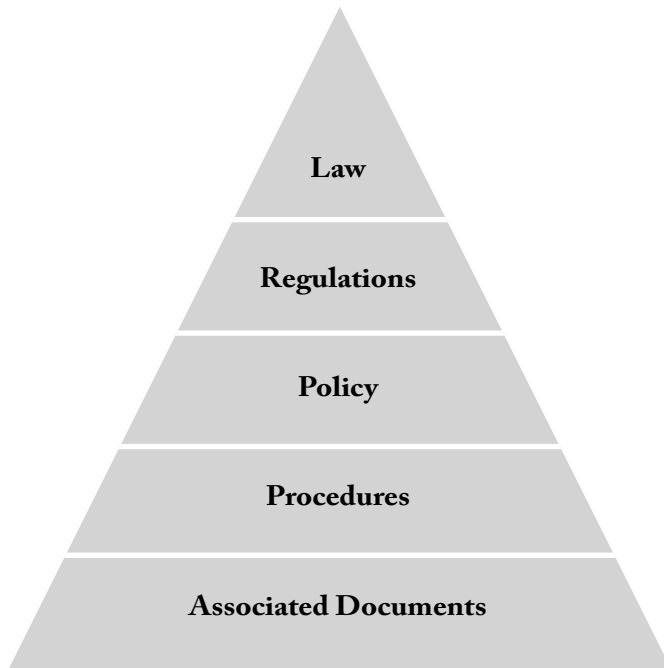 Law
Regulations
Policy
Procedures
Associated Documents